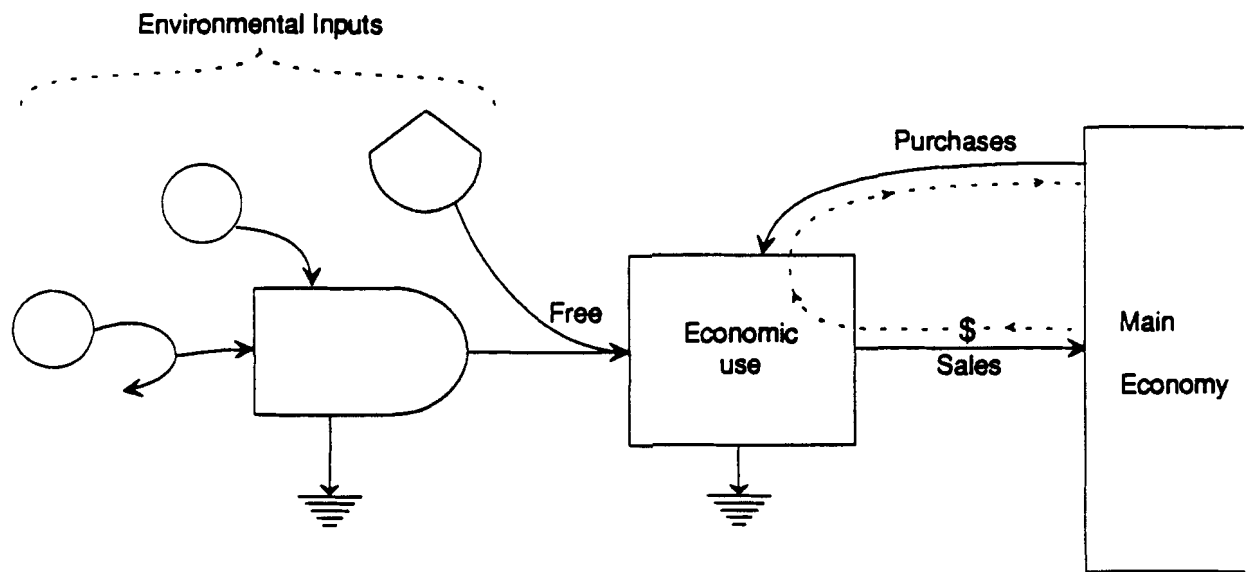 Environmental Inputs
Purchases
Free
Economic
use
$
Sales
Main
Economy